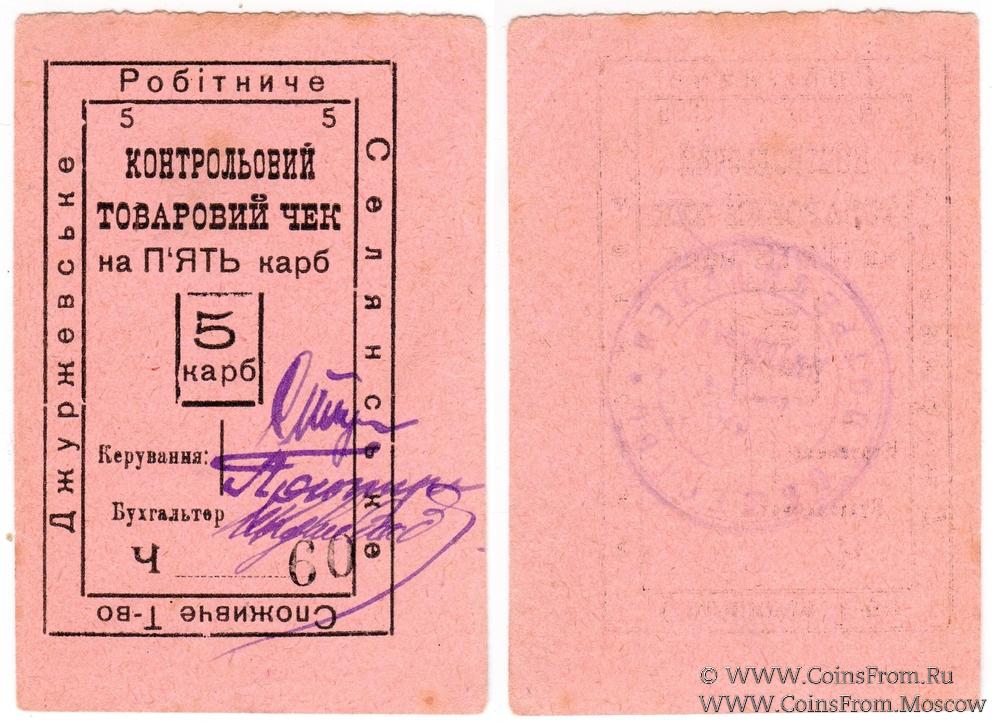 Робітниче
Селянське
Споживче Т-во
Джуржевське
5 5
КОНТРОЛЬОВИЙ
ТОВАРОВИЙ ЧЕК
на П'ЯТЬ карб
5
карб
Керування:
Бухгальтер
Ч 60
© WWW.CoinsFrom.Ru
WWW.CoinsFrom.Moscow